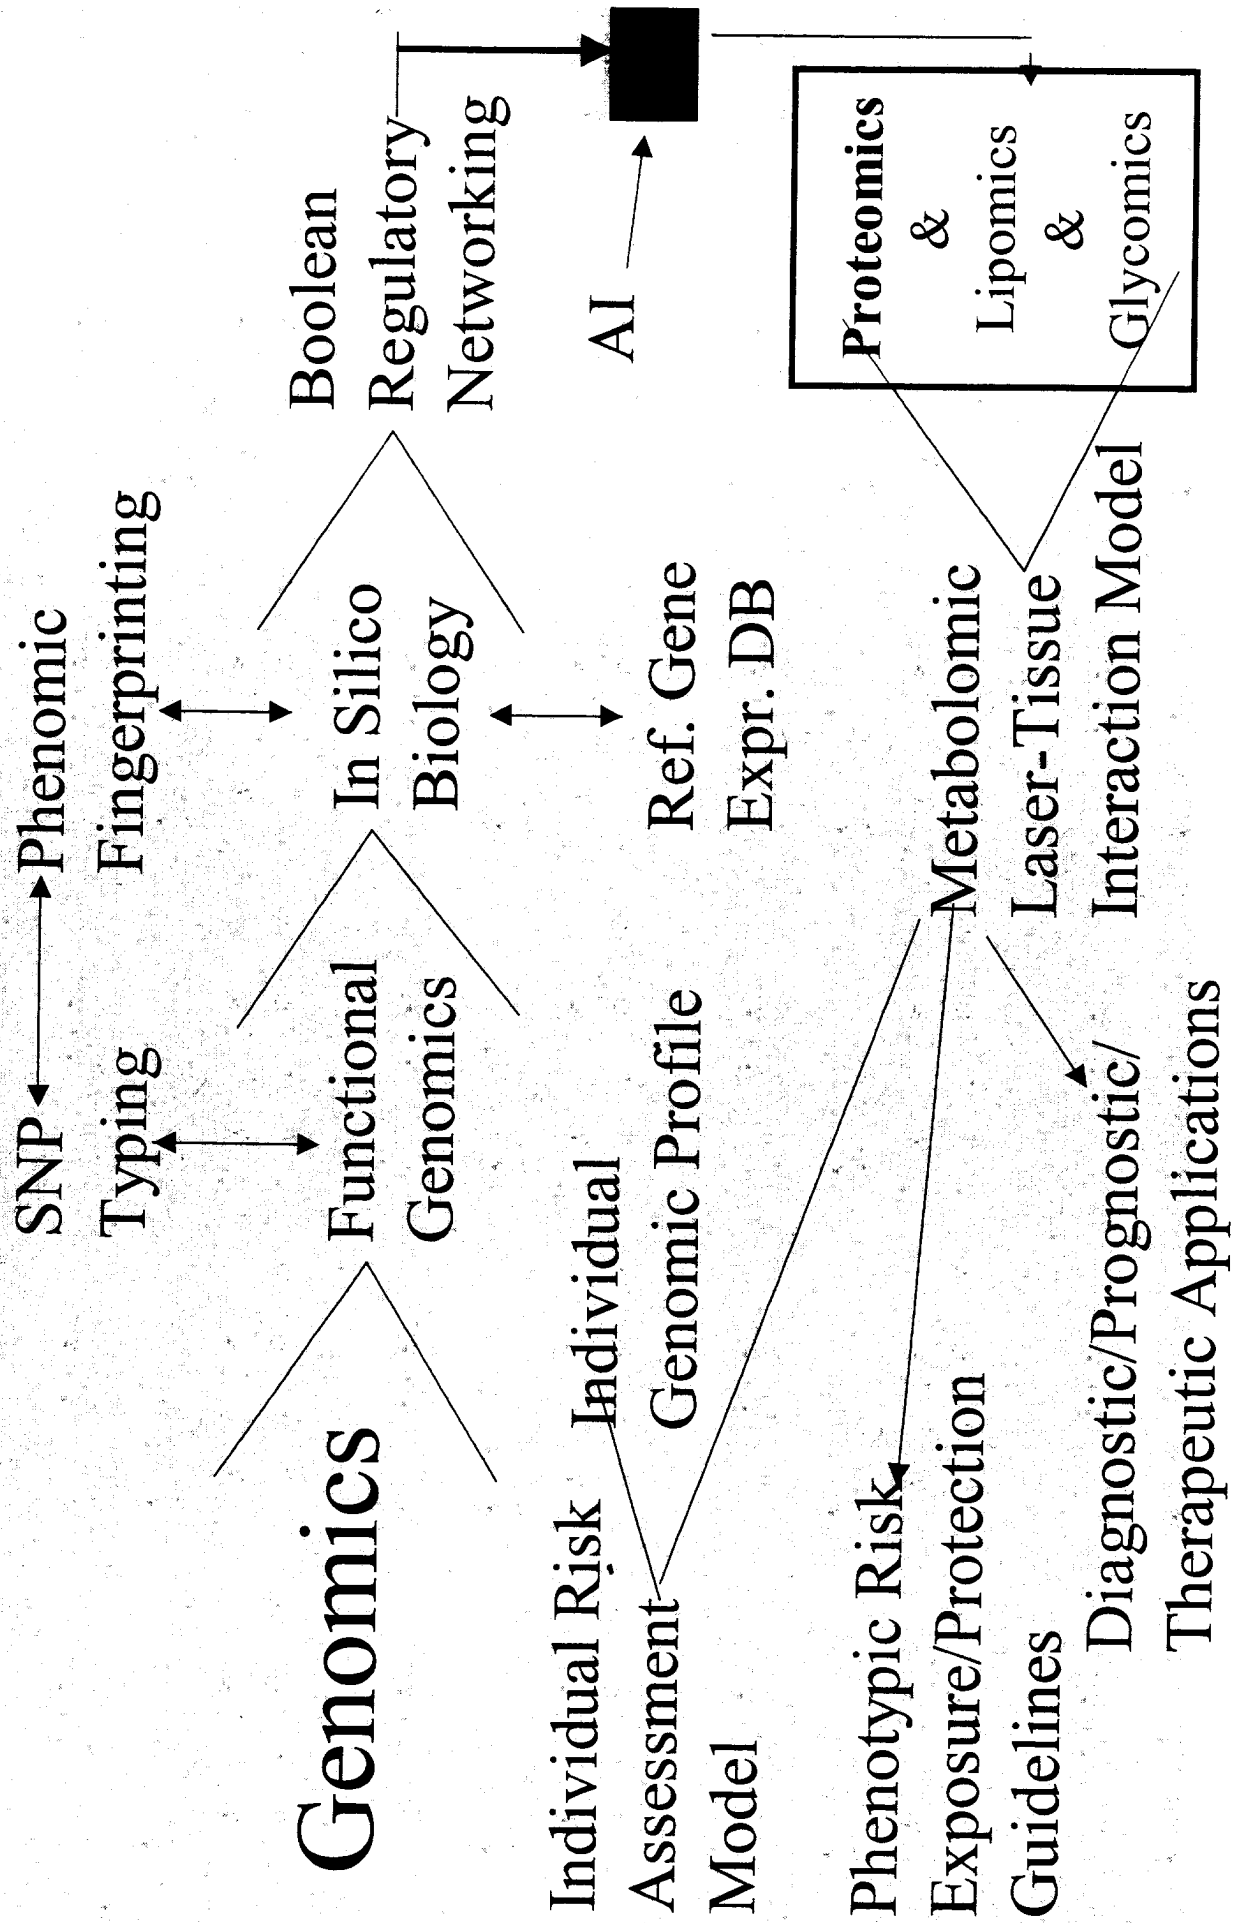 SNP
Typing
Phenomic
Fingerprinting
Genomics
Functional
Genomics
In Silico
Biology
Boolean
Regulatory
Networking
Individual Risk
Assessment
Model
Individual
Genomic Profile
Ref. Gene
Expr. DB
AI
Phenotypic Risk
Exposure/Protection
Guidelines
Metabolomic
Laser-Tissue
Interaction Model
Proteomics
&
Lipomics
&
Glycomics
Diagnostic/Prognostic/
Therapeutic Applications